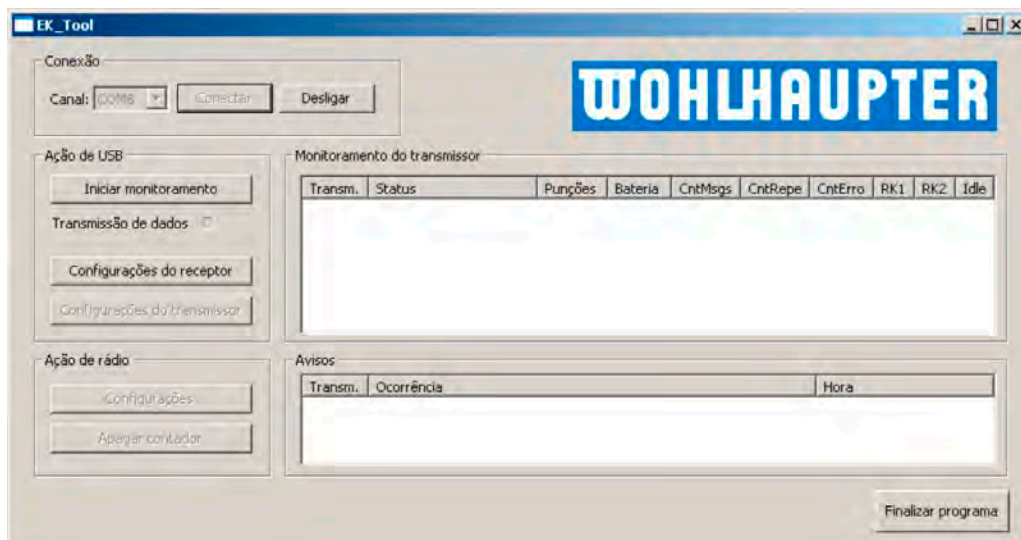 EK_Tool
Conexão
Canal: COM6 Conectar Desligar
WOHLHAUPTER
Ação de USB
Iniciar monitoramento
Transmissão de dados
Configurações do receptor
Configurações do transmissor
Monitoramento do transmissor
Transm. Status Punções Bateria CntMsgs CntRepe CntErro RK1 RK2 Idle
Ação de rádio
Configurações
Apagar contador
Avisos
Transm. Ocorrência Hora
Finalizar programa